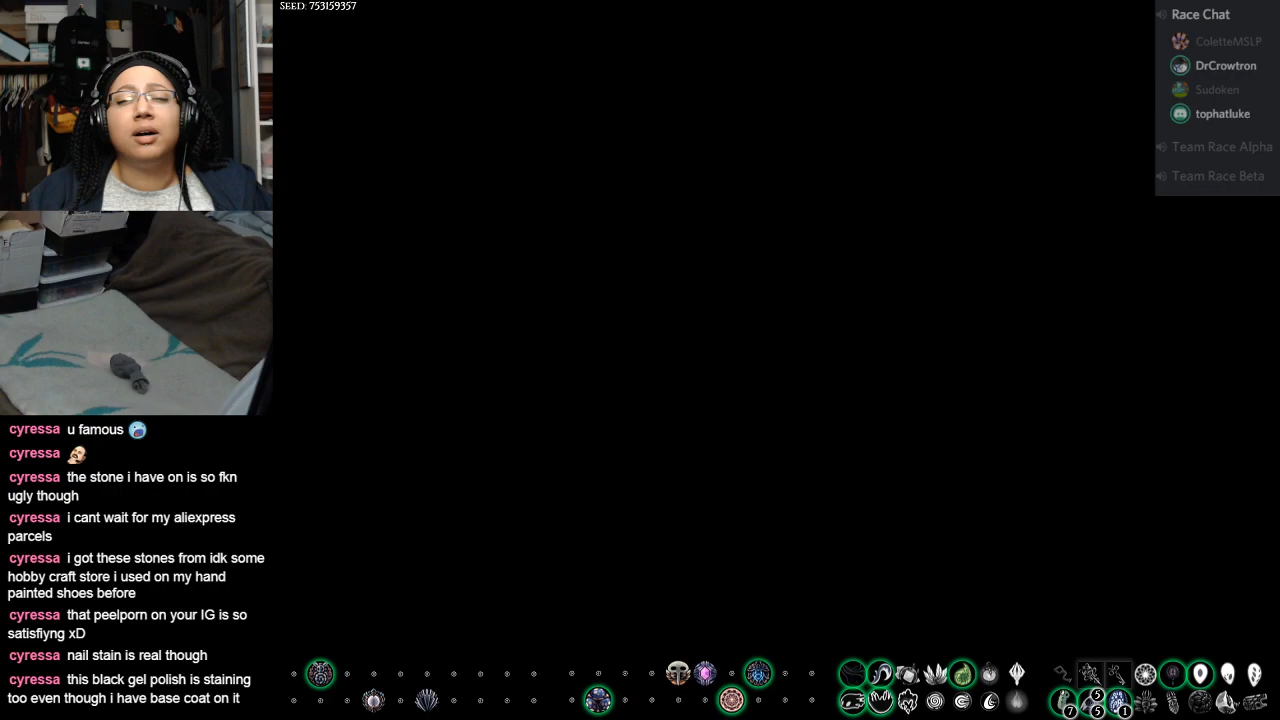 SEED: 753159357
Race Chat
ColetteMSLP
DrCrowtron
Sudoken
tophatluke
Team Race Alpha
Team Race Beta
cyressa u famous
cyressa
cyressa the stone i have on is so fkn
ugly though
cyressa i cant wait for my aliexpress
parcels
cyressa i got these stones from idk some
hobby craft store i used on my hand
painted shoes before
cyressa that peelporn on your IG is so
satisfiyng xD
cyressa nail stain is real though
cyressa this black gel polish is staining
too even though i have base coat on it
5
7
5
1